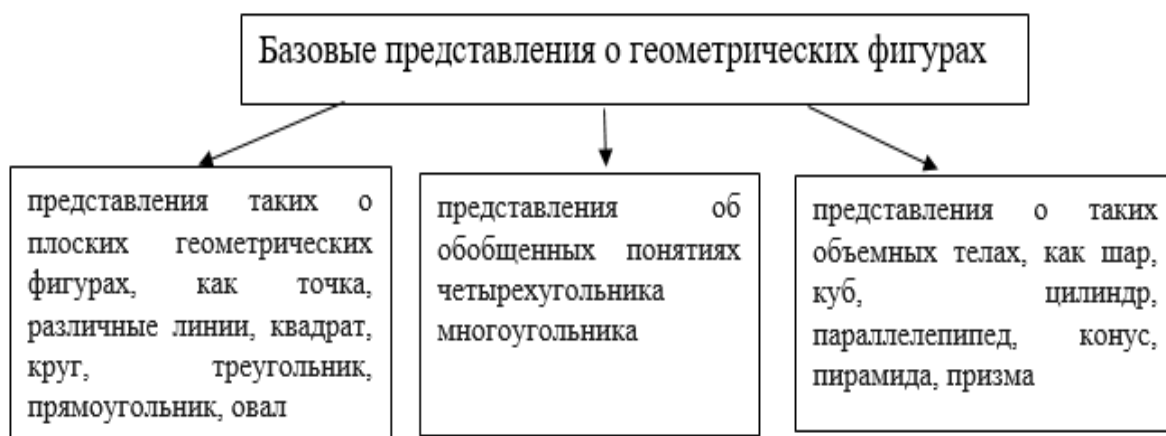 Базовые представления о геометрических фигурах
представления таких о
плоских геометрических
фигурах, как точка,
различные линии, квадрат,
круг, треугольник,
прямоугольник, овал
представления об
обобщенных понятиях
четырехугольника
многоугольника
представления о таких
объемных телах, как шар,
куб, цилиндр,
параллелепипед, конус,
пирамида, призма